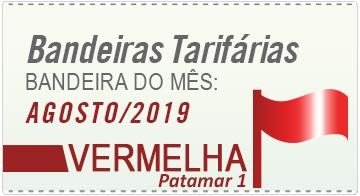 Bandeiras Tarifárias
BANDEIRA DO MÊS:
AGOSTO/2019
VERMELHA
Patamar 1